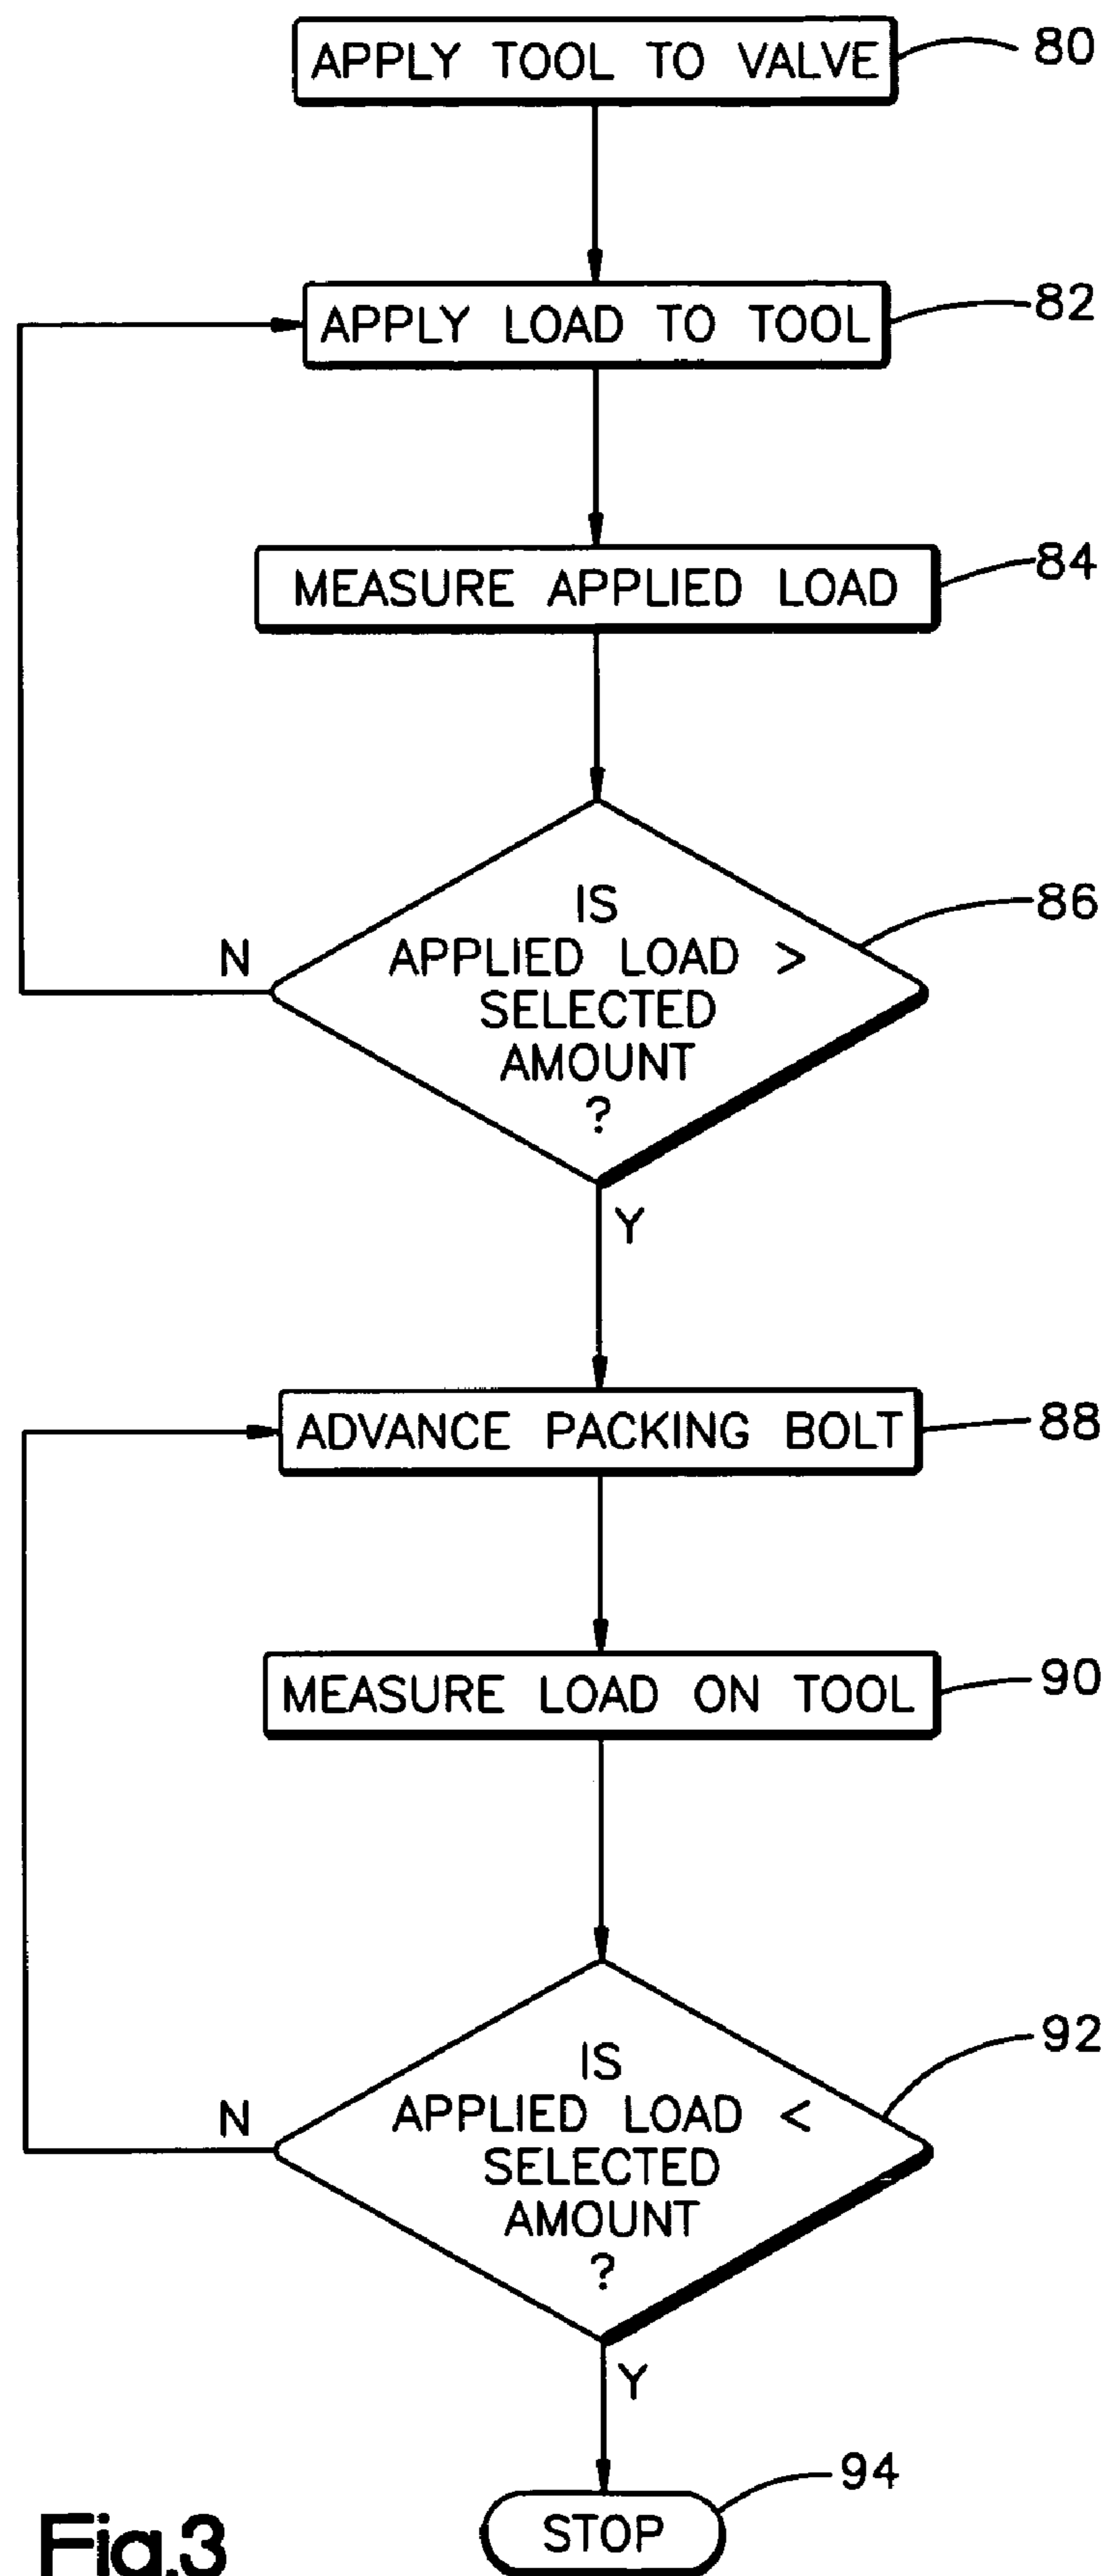 APPLY TOOL TO VALVE
80
APPLY LOAD TO TOOL
82
MEASURE APPLIED LOAD
84
IS
APPLIED LOAD >
SELECTED
AMOUNT
?
86
N
Y
ADVANCE PACKING BOLT
88
MEASURE LOAD ON TOOL
90
IS
APPLIED LOAD <
SELECTED
AMOUNT
?
92
N
Y
STOP
94
Fig.3